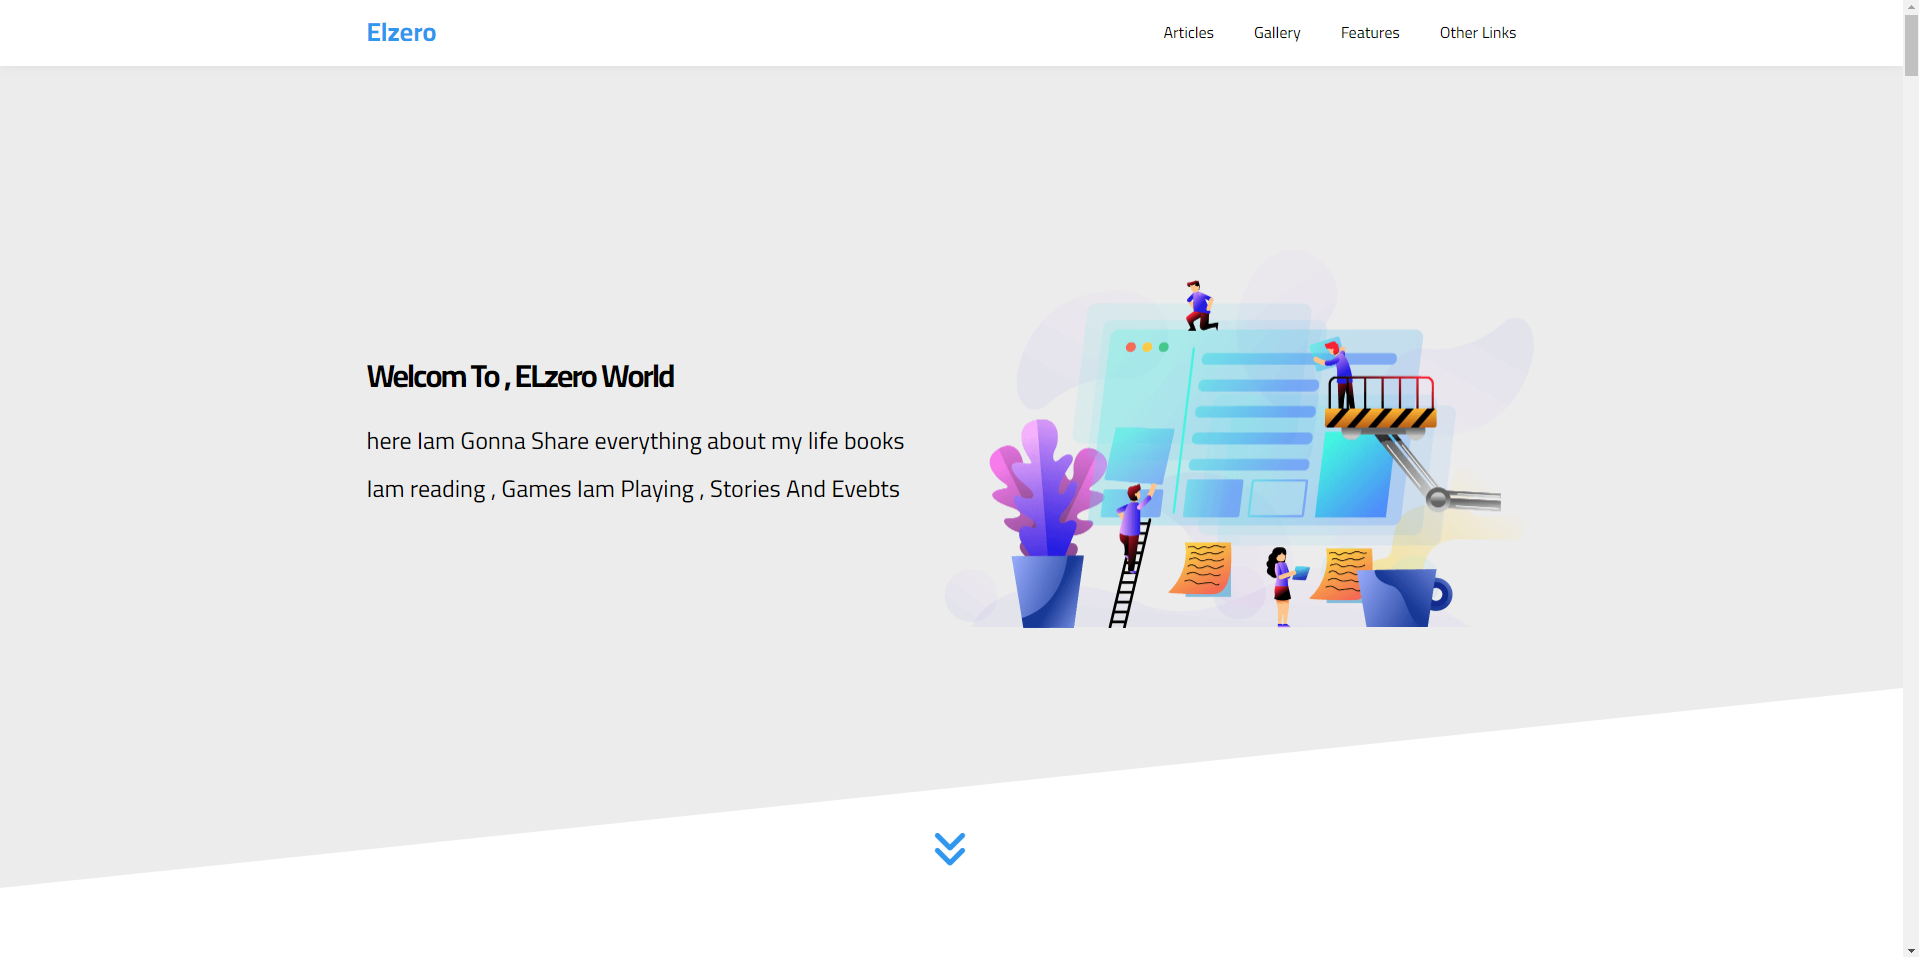 Elzero
Articles Gallery Features Other Links
Welcom To , ELzero World
here Iam Gonna Share everything about my life books
Iam reading , Games Iam Playing , Stories And Evebts